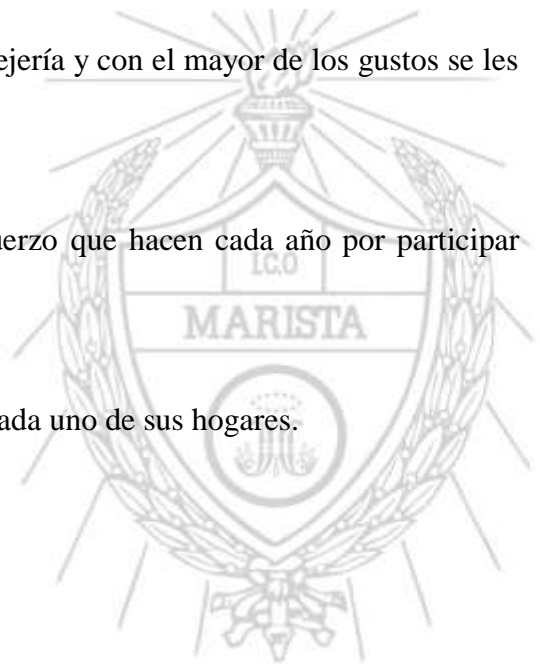 ejería y con el mayor de los gustos se les
uerzo que hacen cada año por participar
I.C.O
MARISTA
ada uno de sus hogares.